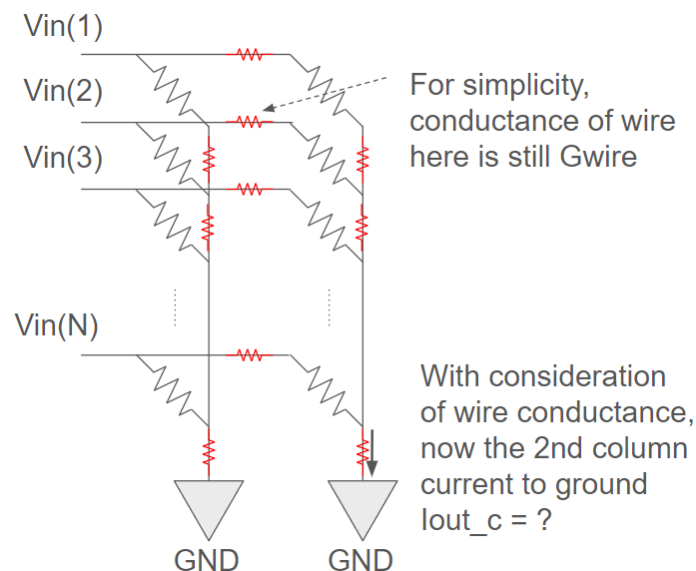 Vin(1)
Vin(2)
Vin(3)
Vin(N)
For simplicity,
conductance of wire
here is still Gwire
With consideration
of wire conductance,
now the 2nd column
current to ground
Iout_c = ?
GND
GND